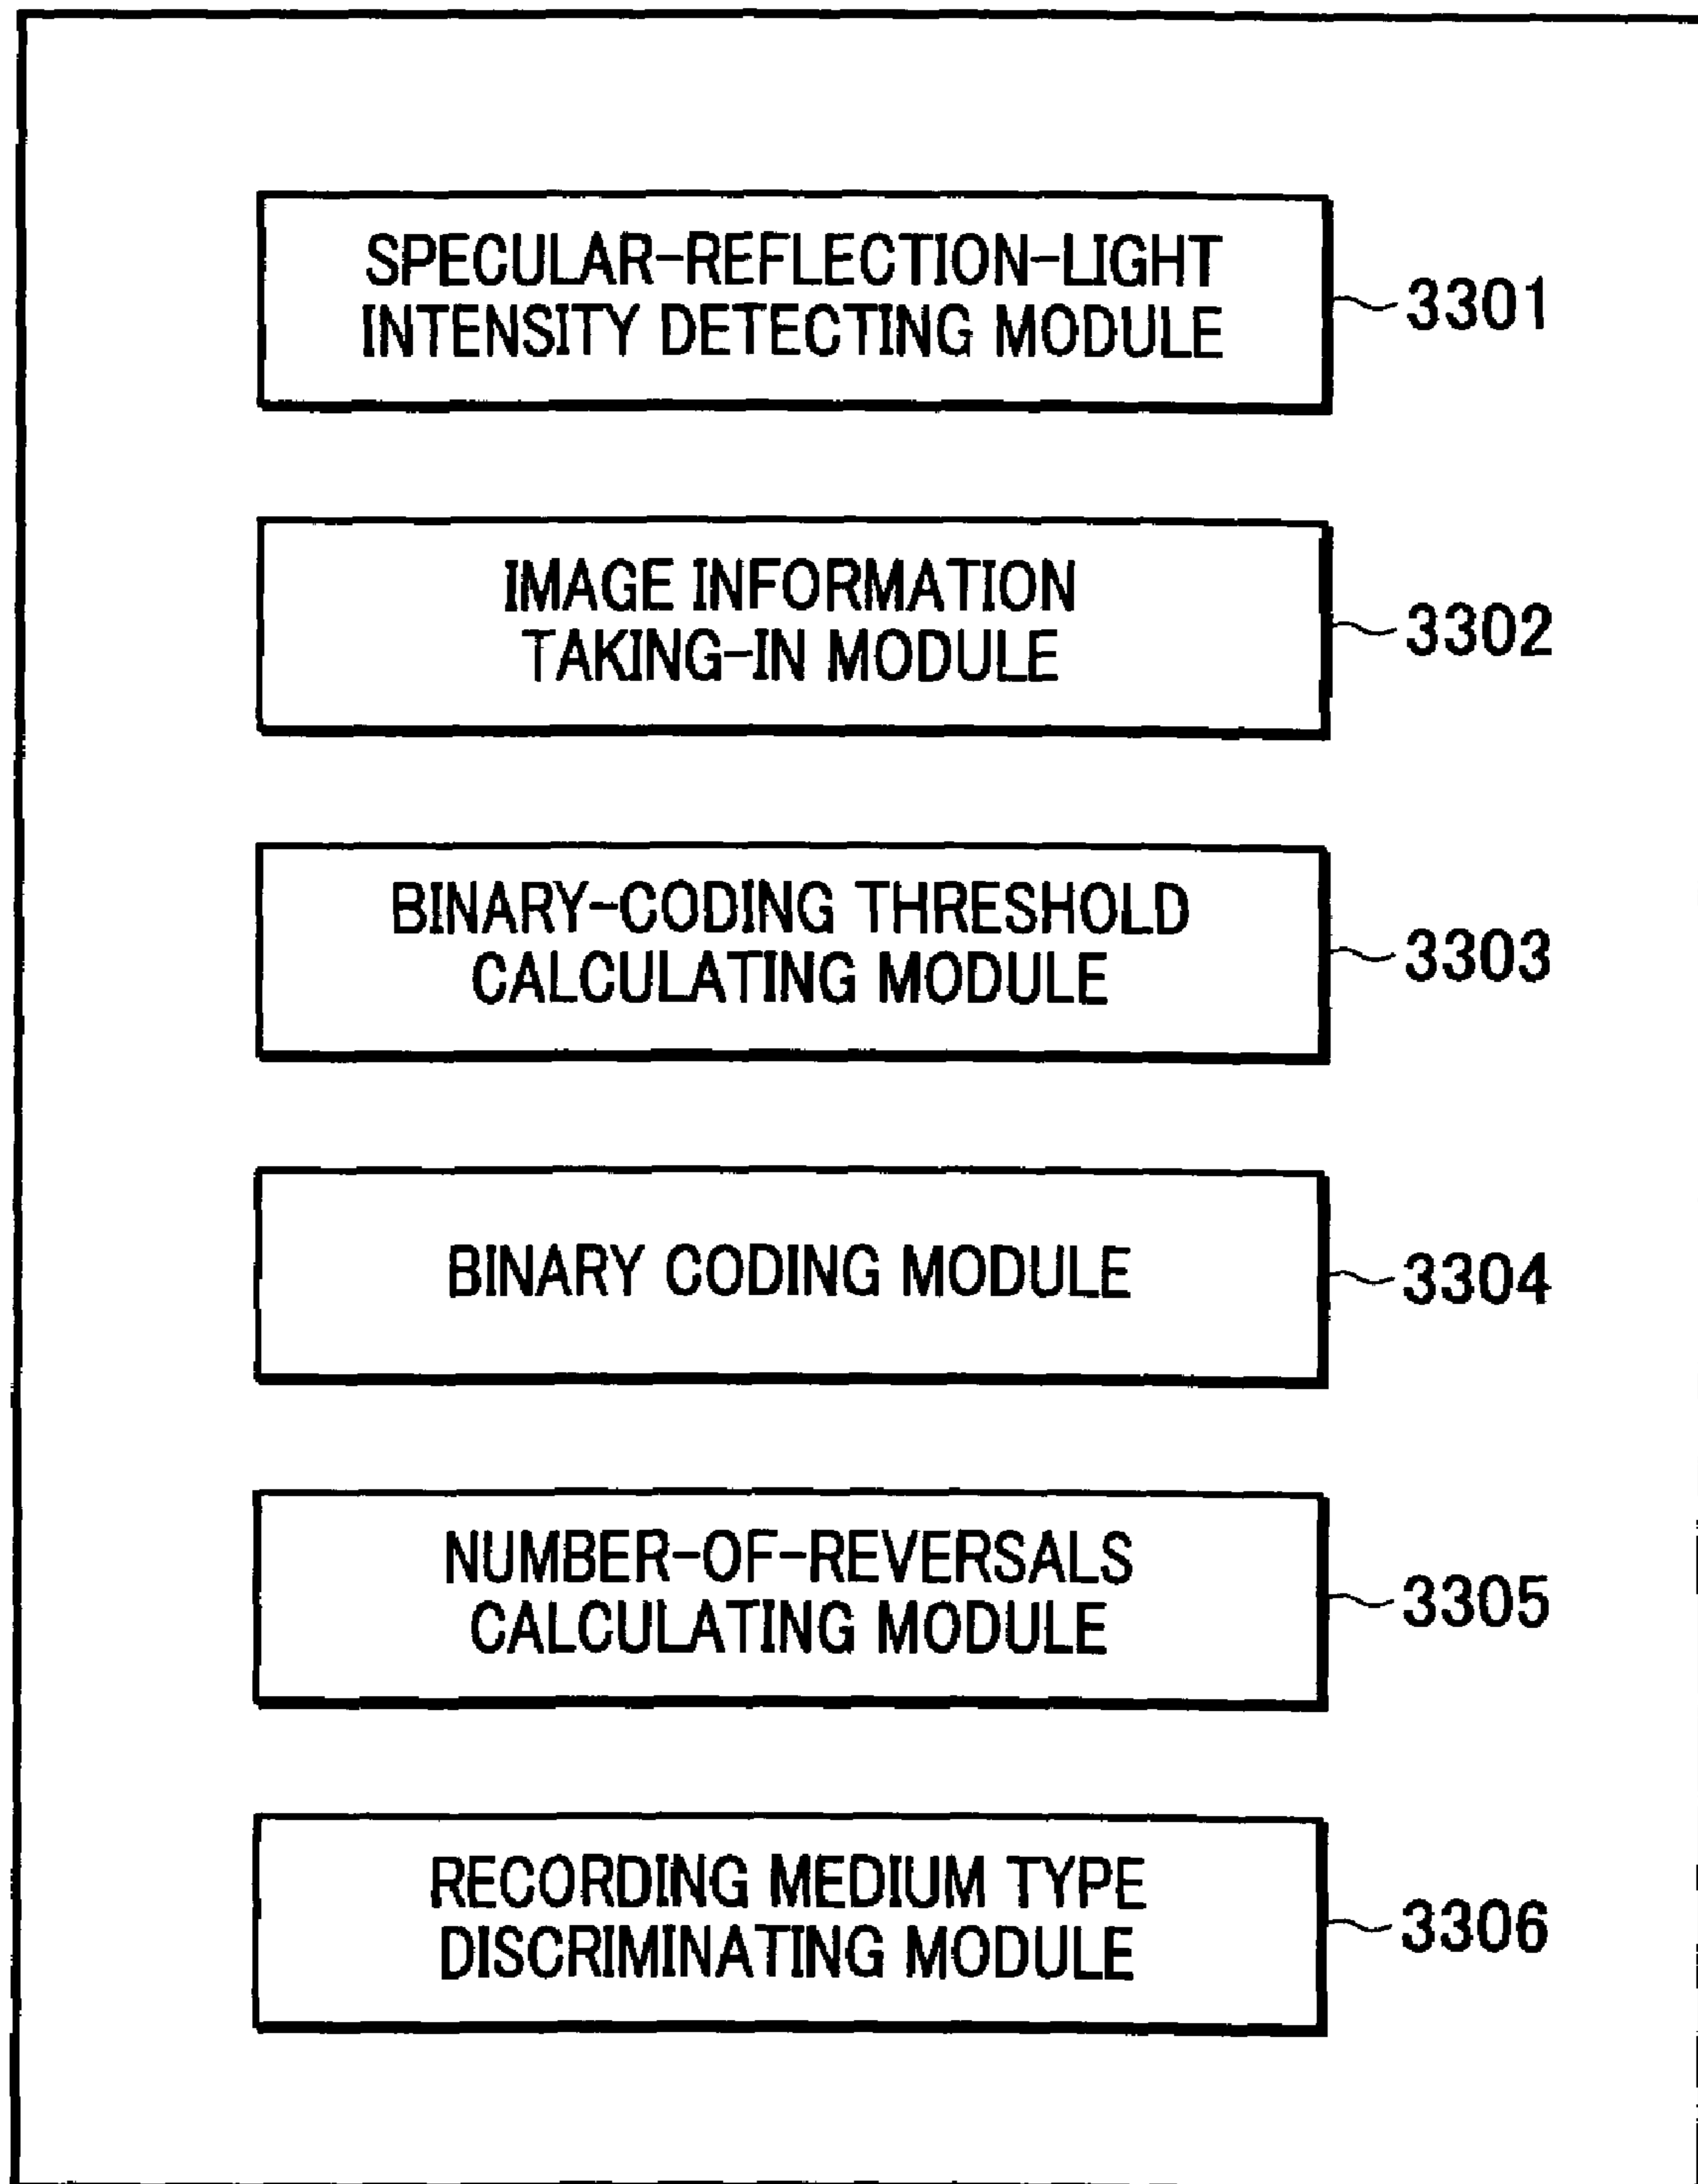 SPECULAR-REFLECTION-LIGHT
INTENSITY DETECTING MODULE
3301
IMAGE INFORMATION
TAKING-IN MODULE
3302
BINARY-CODING THRESHOLD
CALCULATING MODULE
3303
BINARY CODING MODULE
3304
NUMBER-OF-REVERSALS
CALCULATING MODULE
3305
RECORDING MEDIUM TYPE
DISCRIMINATING MODULE
3306